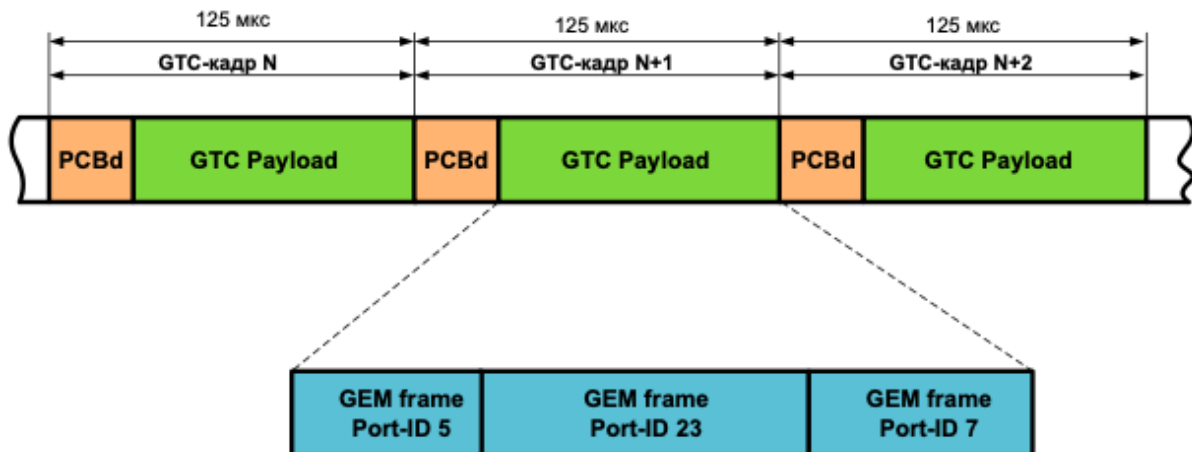 125 мкс 125 мкс 125 мкс
GTC-кадр N GTC-кадр N+1 GTC-кадр N+2
PCBd GTC Payload PCBd GTC Payload PCBd GTC Payload
GEM frame GEM frame GEM frame
Port-ID 5 Port-ID 23 Port-ID 7